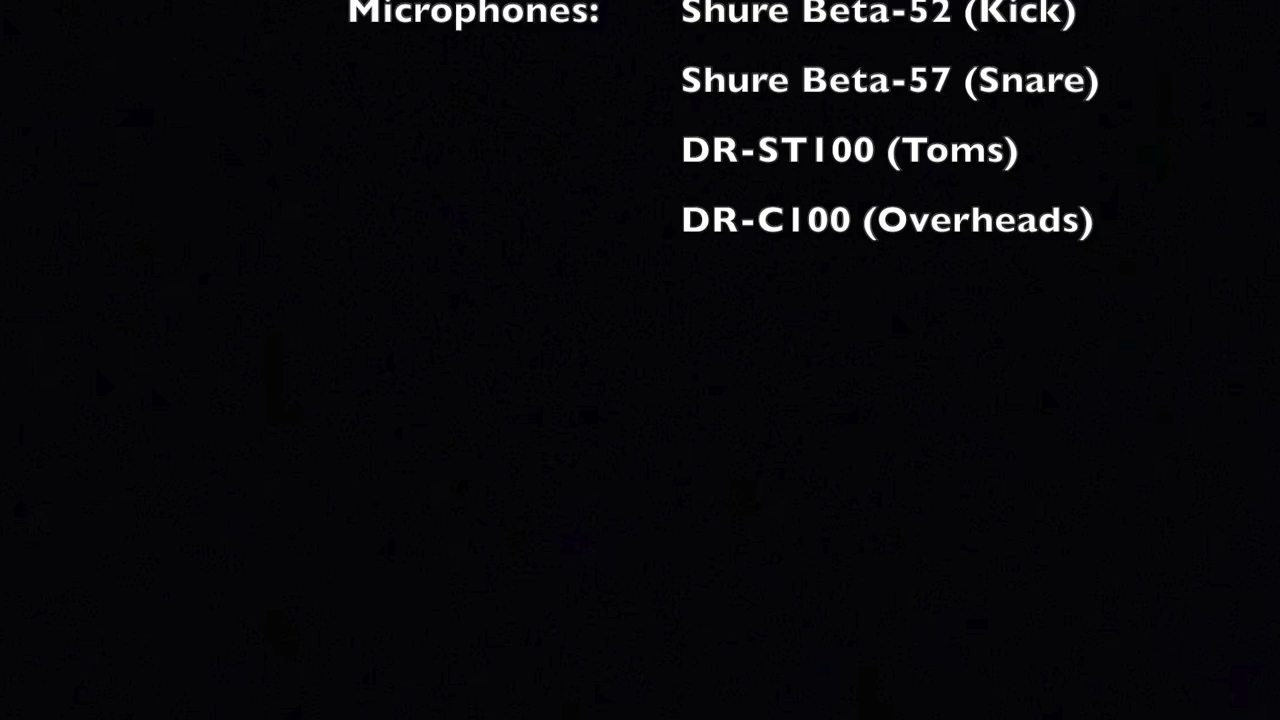 Microphones: Shure Beta-52 (Kick)
Shure Beta-57 (Snare)
DR-ST100 (Toms)
DR-C100 (Overheads)